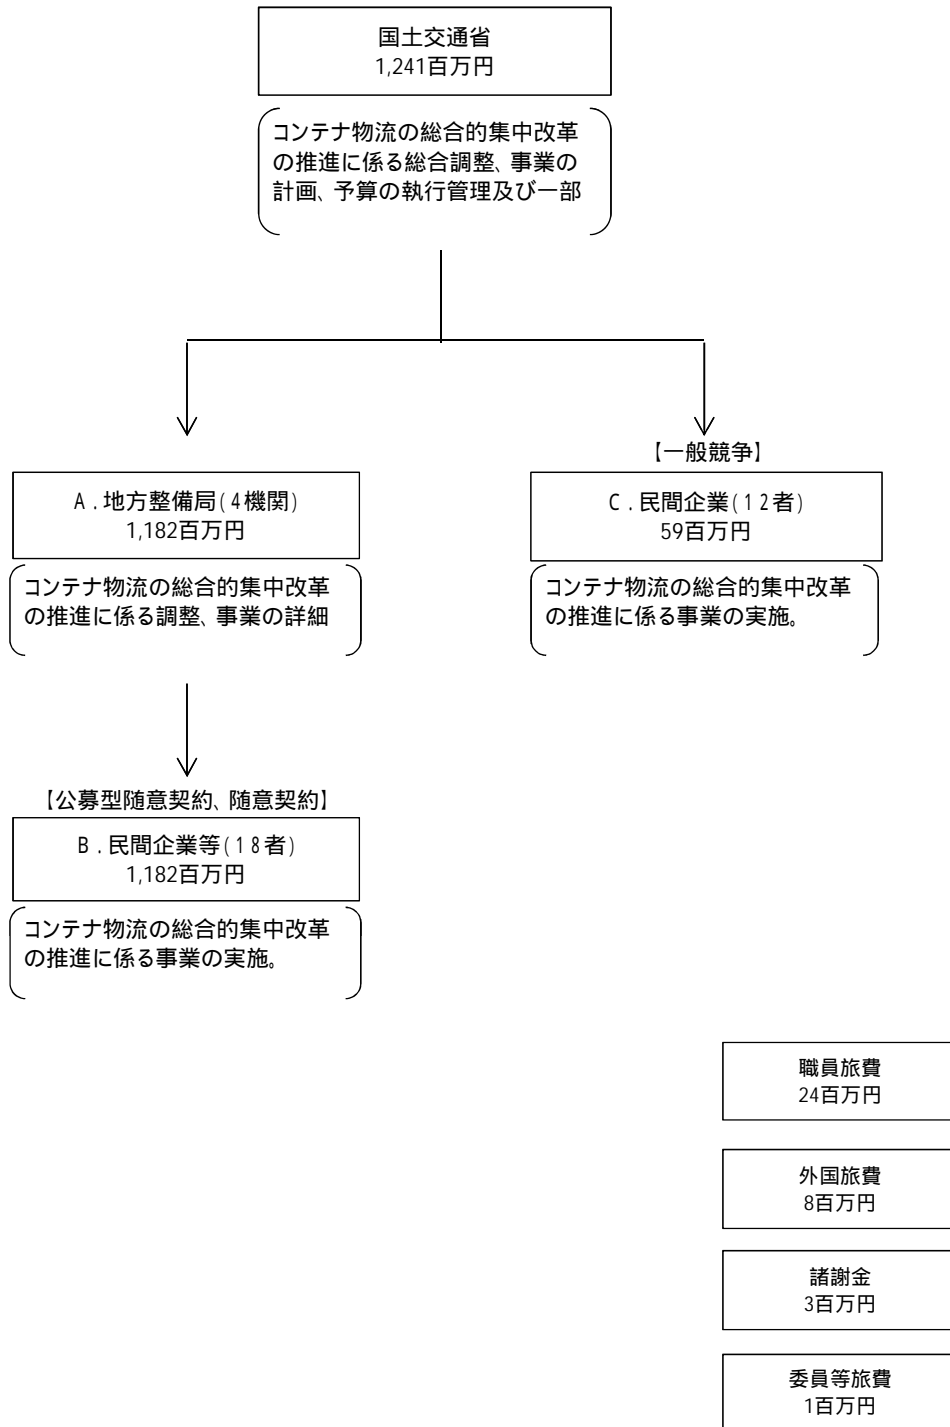 国土交通省
1,241百万円
コンテナ物流の総合的集中改革
の推進に係る総合調整、事業の
計画、予算の執行管理及び一部
【一般競争】
A.地方整備局(4機関)
1,182百万円
C.民間企業(12者)
59百万円
コンテナ物流の総合的集中改革
の推進に係る調整、事業の詳細
コンテナ物流の総合的集中改革
の推進に係る事業の実施。
【公募型随意契約、随意契約】
B.民間企業等(18者)
1,182百万円
コンテナ物流の総合的集中改革
の推進に係る事業の実施。
職員旅費
24百万円
外国旅費
8百万円
諸謝金
3百万円
委員等旅費
1百万円